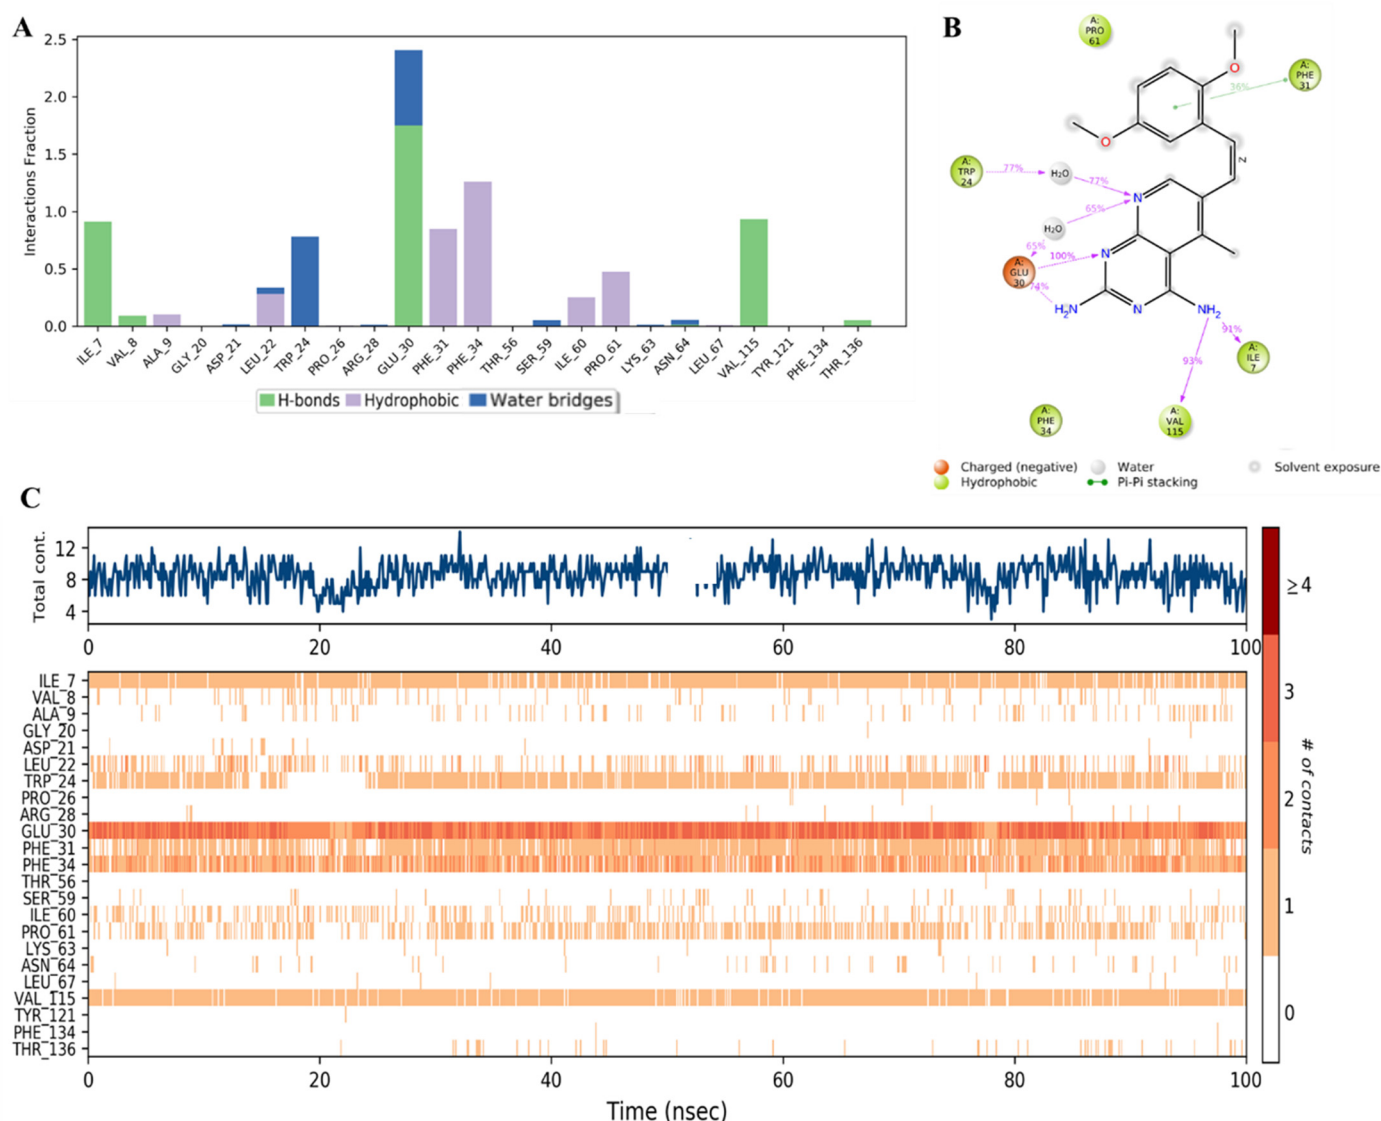 A
Interactions Fraction
2.5
2.0
1.5
1.0
0.5
0.0
ILE_7
VAL_8
ALA_9
GLY_20
ASP_21
LEU_22
TRP_24
PRO_26
ARG_28
GLU_30
PHE_31
PHE_34
THR_56
SER_59
ILE_60
PRO_61
LYS_63
ASN_64
LEU_67
VAL_115
TYR_121
PHE_134
THR_136
H-bonds Hydrophobic Water bridges
B
A:
PRO
61
O
A:
PHE
31
36%
O
Z
A:
TRP
24
77%
H₂O
77%
N
65%
H₂O
65%
100%
N
A:
GLU
30
74%
H₂N
N
NH₂
91%
A:
ILE
7
93%
A:
PHE
34
A:
VAL
115
Charged (negative) Water Solvent exposure
Hydrophobic Pi-Pi stacking
C
Total cont.
12
8
4
0 20 40 60 80 100
ILE_7
VAL_8
ALA_9
GLY_20
ASP_21
LEU_22
TRP_24
PRO_26
ARG_28
GLU_30
PHE_31
PHE_34
THR_56
SER_59
ILE_60
PRO_61
LYS_63
ASN_64
LEU_67
VAL_115
TYR_121
PHE_134
THR_136
0 20 40 60 80 100
Time (nsec)
≥4
3
2
1
0
# of contacts